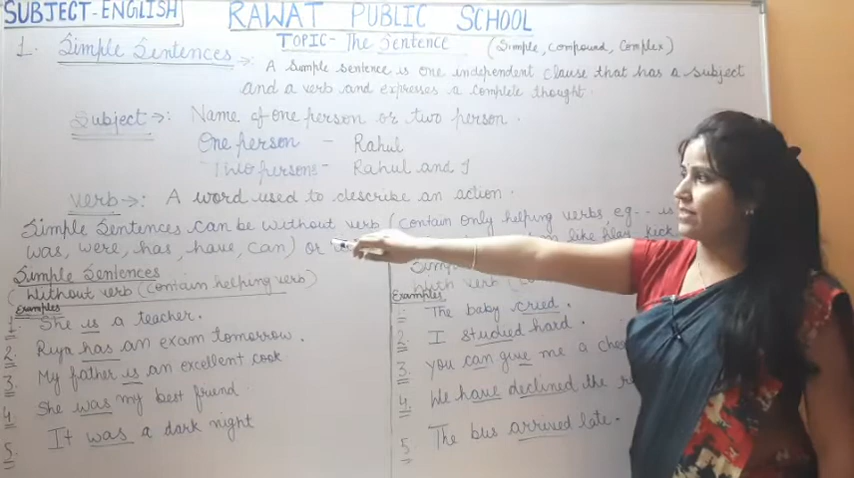 SUBJECT-ENGLISH
RAWAT PUBLIC SCHOOL
TOPIC- The Sentence (Simple, Compound, Complex)
1. Simple Sentences →:- A simple sentence is one independent clause that has a subject
and a verb and expresses a complete thought.
Subject →: Name of one person or two person.
One person - Rahul
Two persons - Rahul and I
Verb →: A word used to describe an action.
Simple Sentences can be without verb (contain only helping verbs eg-. is
was, were, has, have, can) or like play, kick
Simple Sentences
(Without verb (contain helping verb)
Examples
1. She is a teacher.
2. Riya has an exam tomorrow.
3. My father is an excellent cook
4. She was my best friend
5. It was a dark night
With verb
Examples
1. The baby cried.
2. I studied hard.
3. You can give me a
4. We have declined the
5. The bus arrived late.